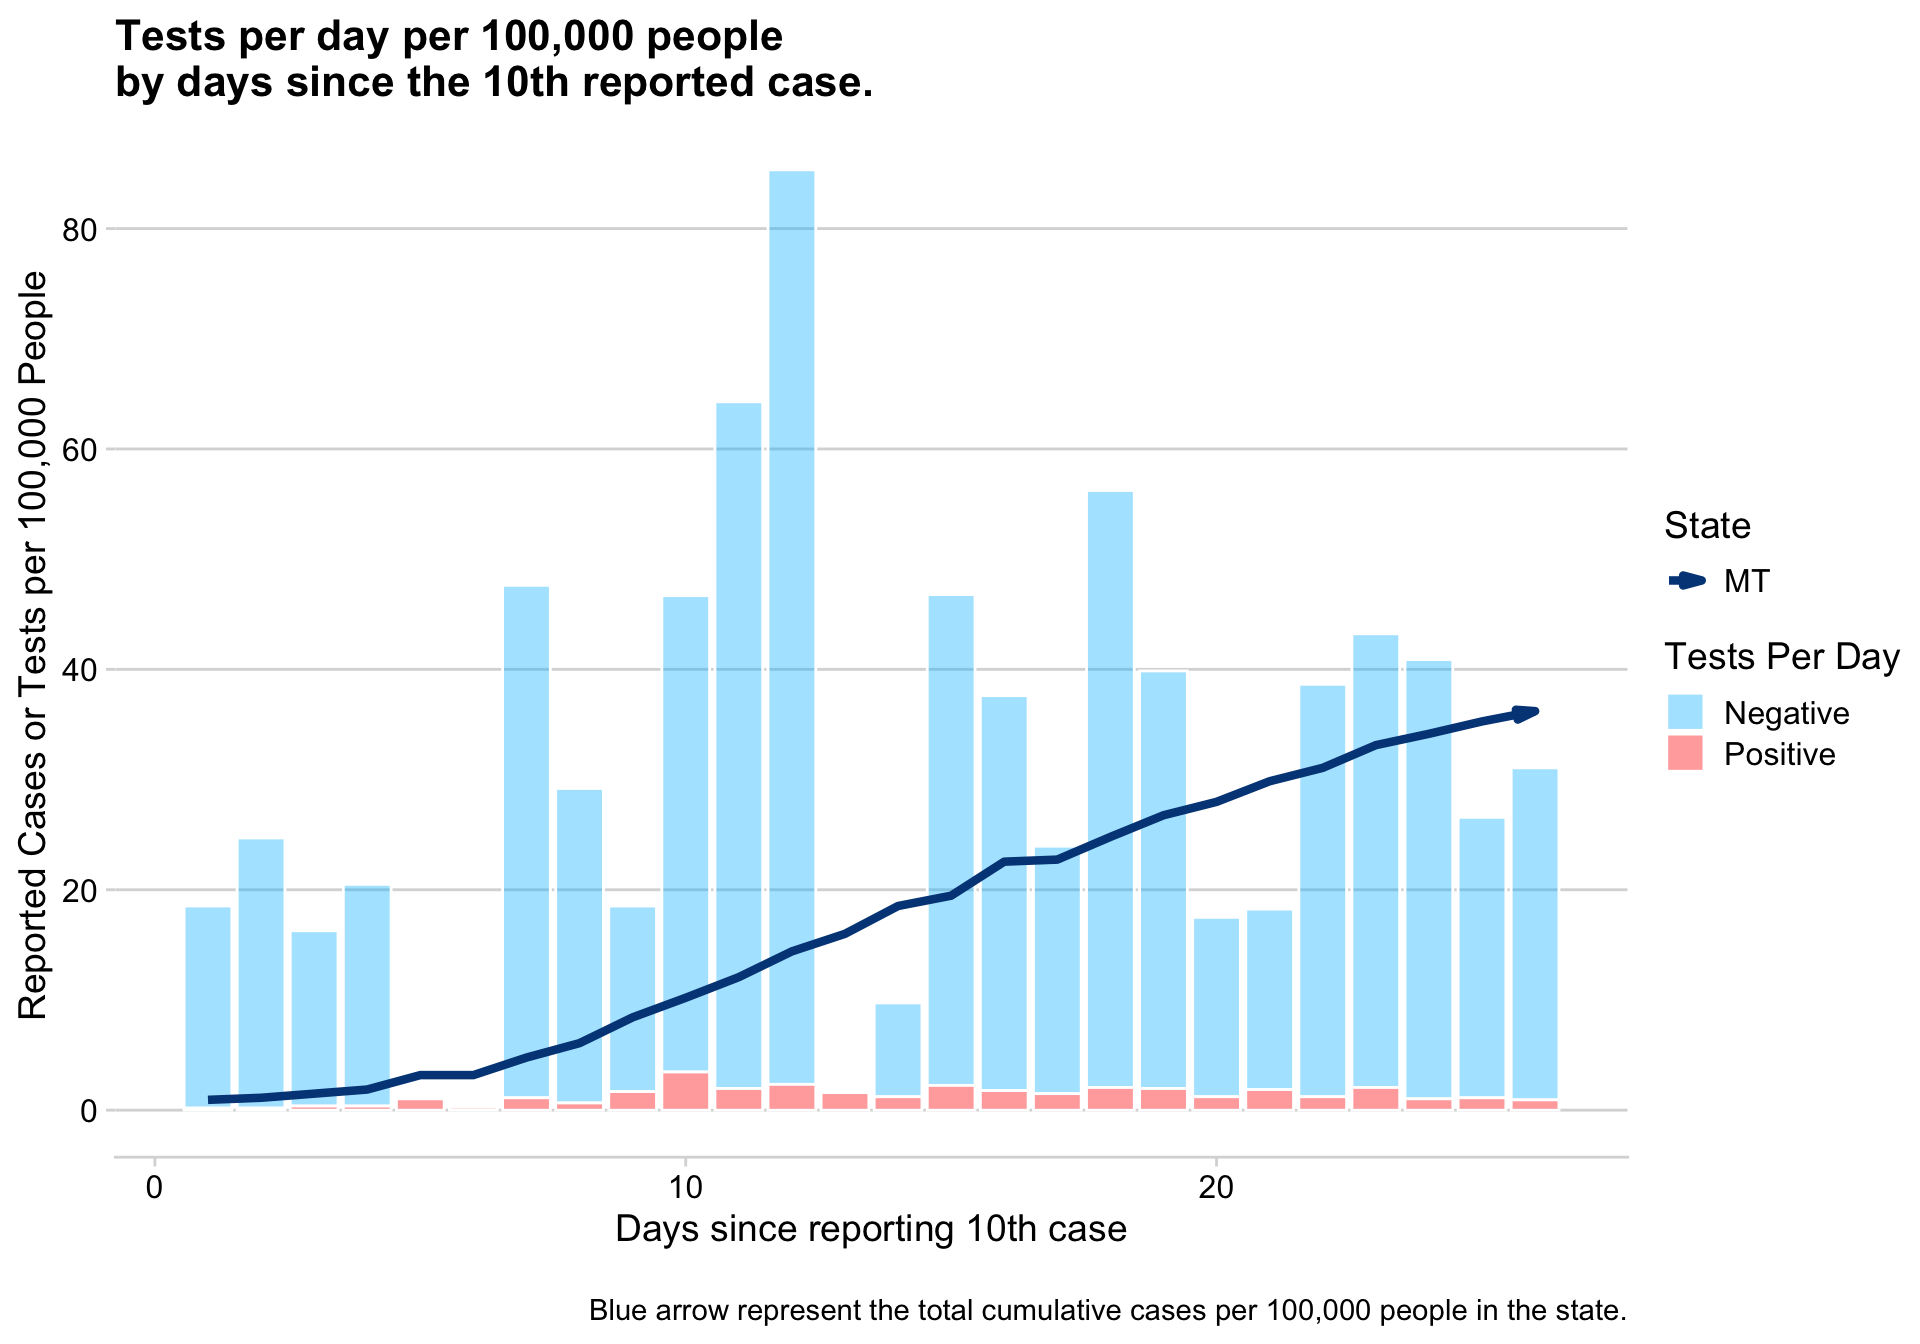 Tests per day per 100,000 people
by days since the 10th reported case.
Reported Cases or Tests per 100,000 People
80
60
40
20
0
0
10
20
Days since reporting 10th case
State
MT
Tests Per Day
Negative
Positive
Blue arrow represent the total cumulative cases per 100,000 people in the state.